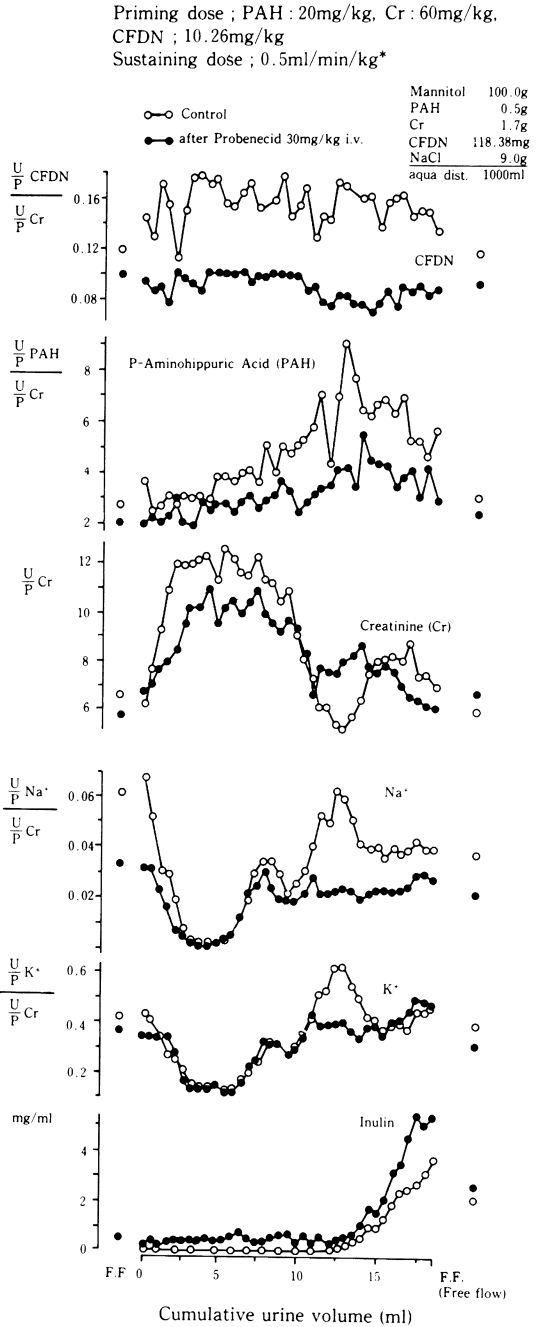 Priming dose ; PAH : 20mg/kg, Cr : 60mg/kg,
CFDN ; 10.26mg/kg
Sustaining dose ; 0.5ml/min/kg*
Mannitol 100.0g
PAH 0.5g
Cr 1.7g
CFDN 118.38mg
NaCl 9.0g
aqua dist. 1000ml
Control
after Probenecid 30mg/kg i.v.
U/P CFDN
U/P Cr
0.16
0.12
0.08
CFDN
U/P PAH
U/P Cr
P-Aminohippuric Acid (PAH)
8
6
4
2
U/P Cr
12
10
8
6
Creatinine (Cr)
U/P Na+
U/P Cr
0.06
0.04
0.02
0
Na+
U/P K+
U/P Cr
0.6
0.4
0.2
K+
mg/ml
Inulin
4
2
0
F.F 0 5 10 15 F.F.
(Free flow)
Cumulative urine volume (ml)